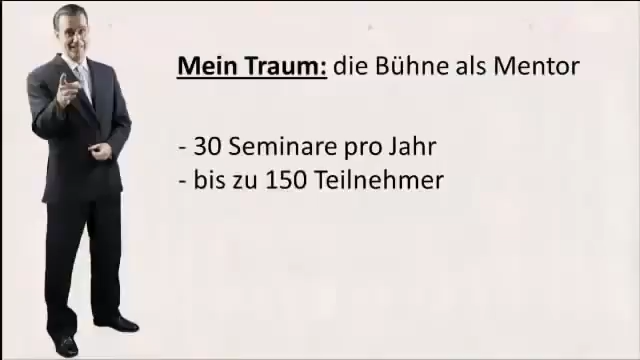 Mein Traum: die Bühne als Mentor
- 30 Seminare pro Jahr
- bis zu 150 Teilnehmer